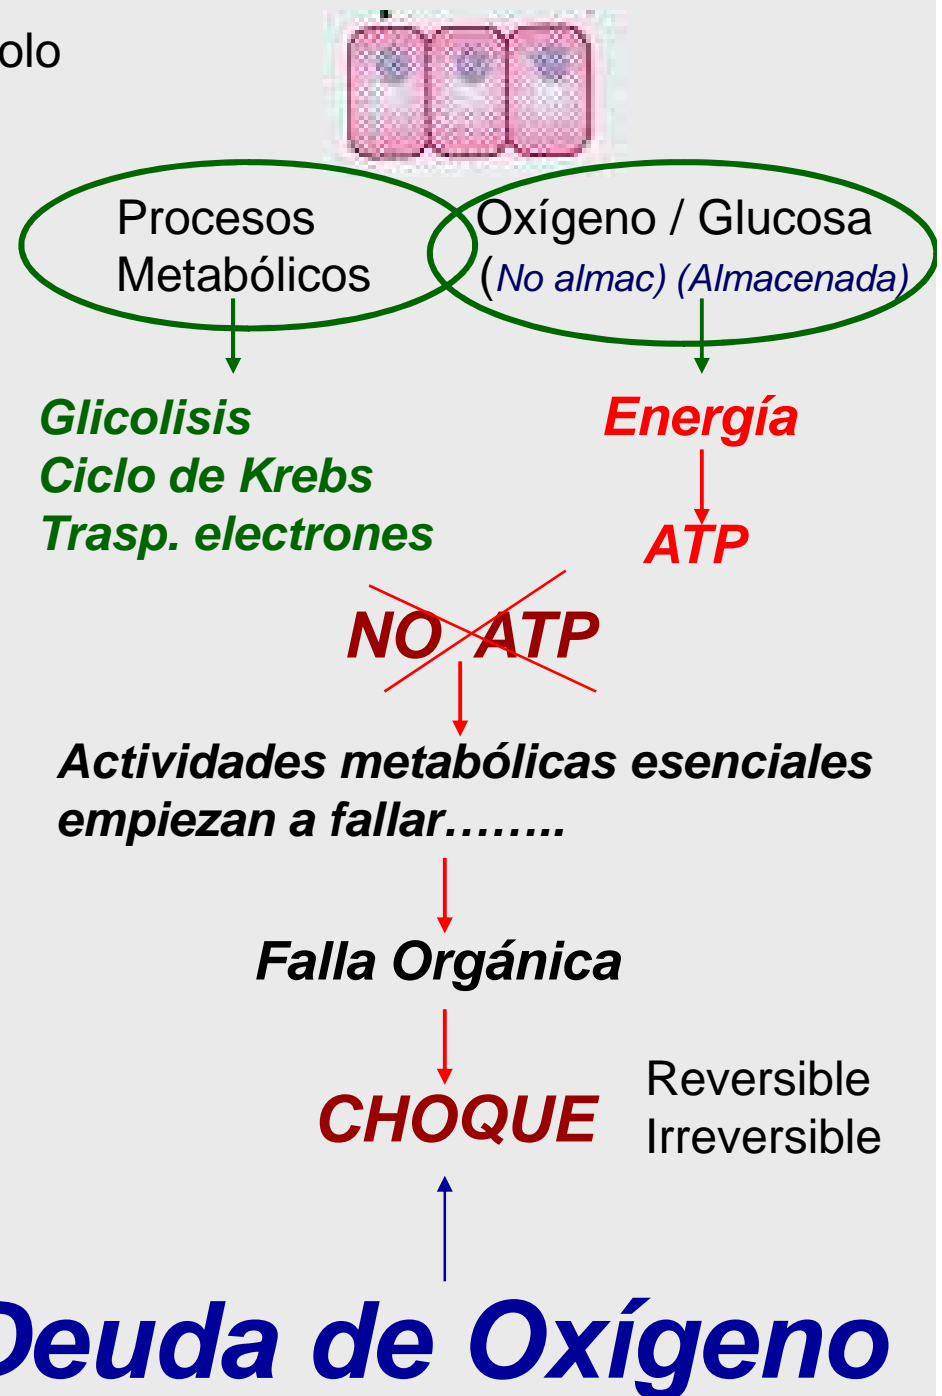 olo
Procesos
Metabólicos
Oxígeno / Glucosa
(No almac) (Almacenada)
Glicolisis
Ciclo de Krebs
Trasp. electrones
Energía
ATP
NO ATP
Actividades metabólicas esenciales
empiezan a fallar……..
Falla Orgánica
CHOQUE
Reversible
Irreversible
Deuda de Oxígeno